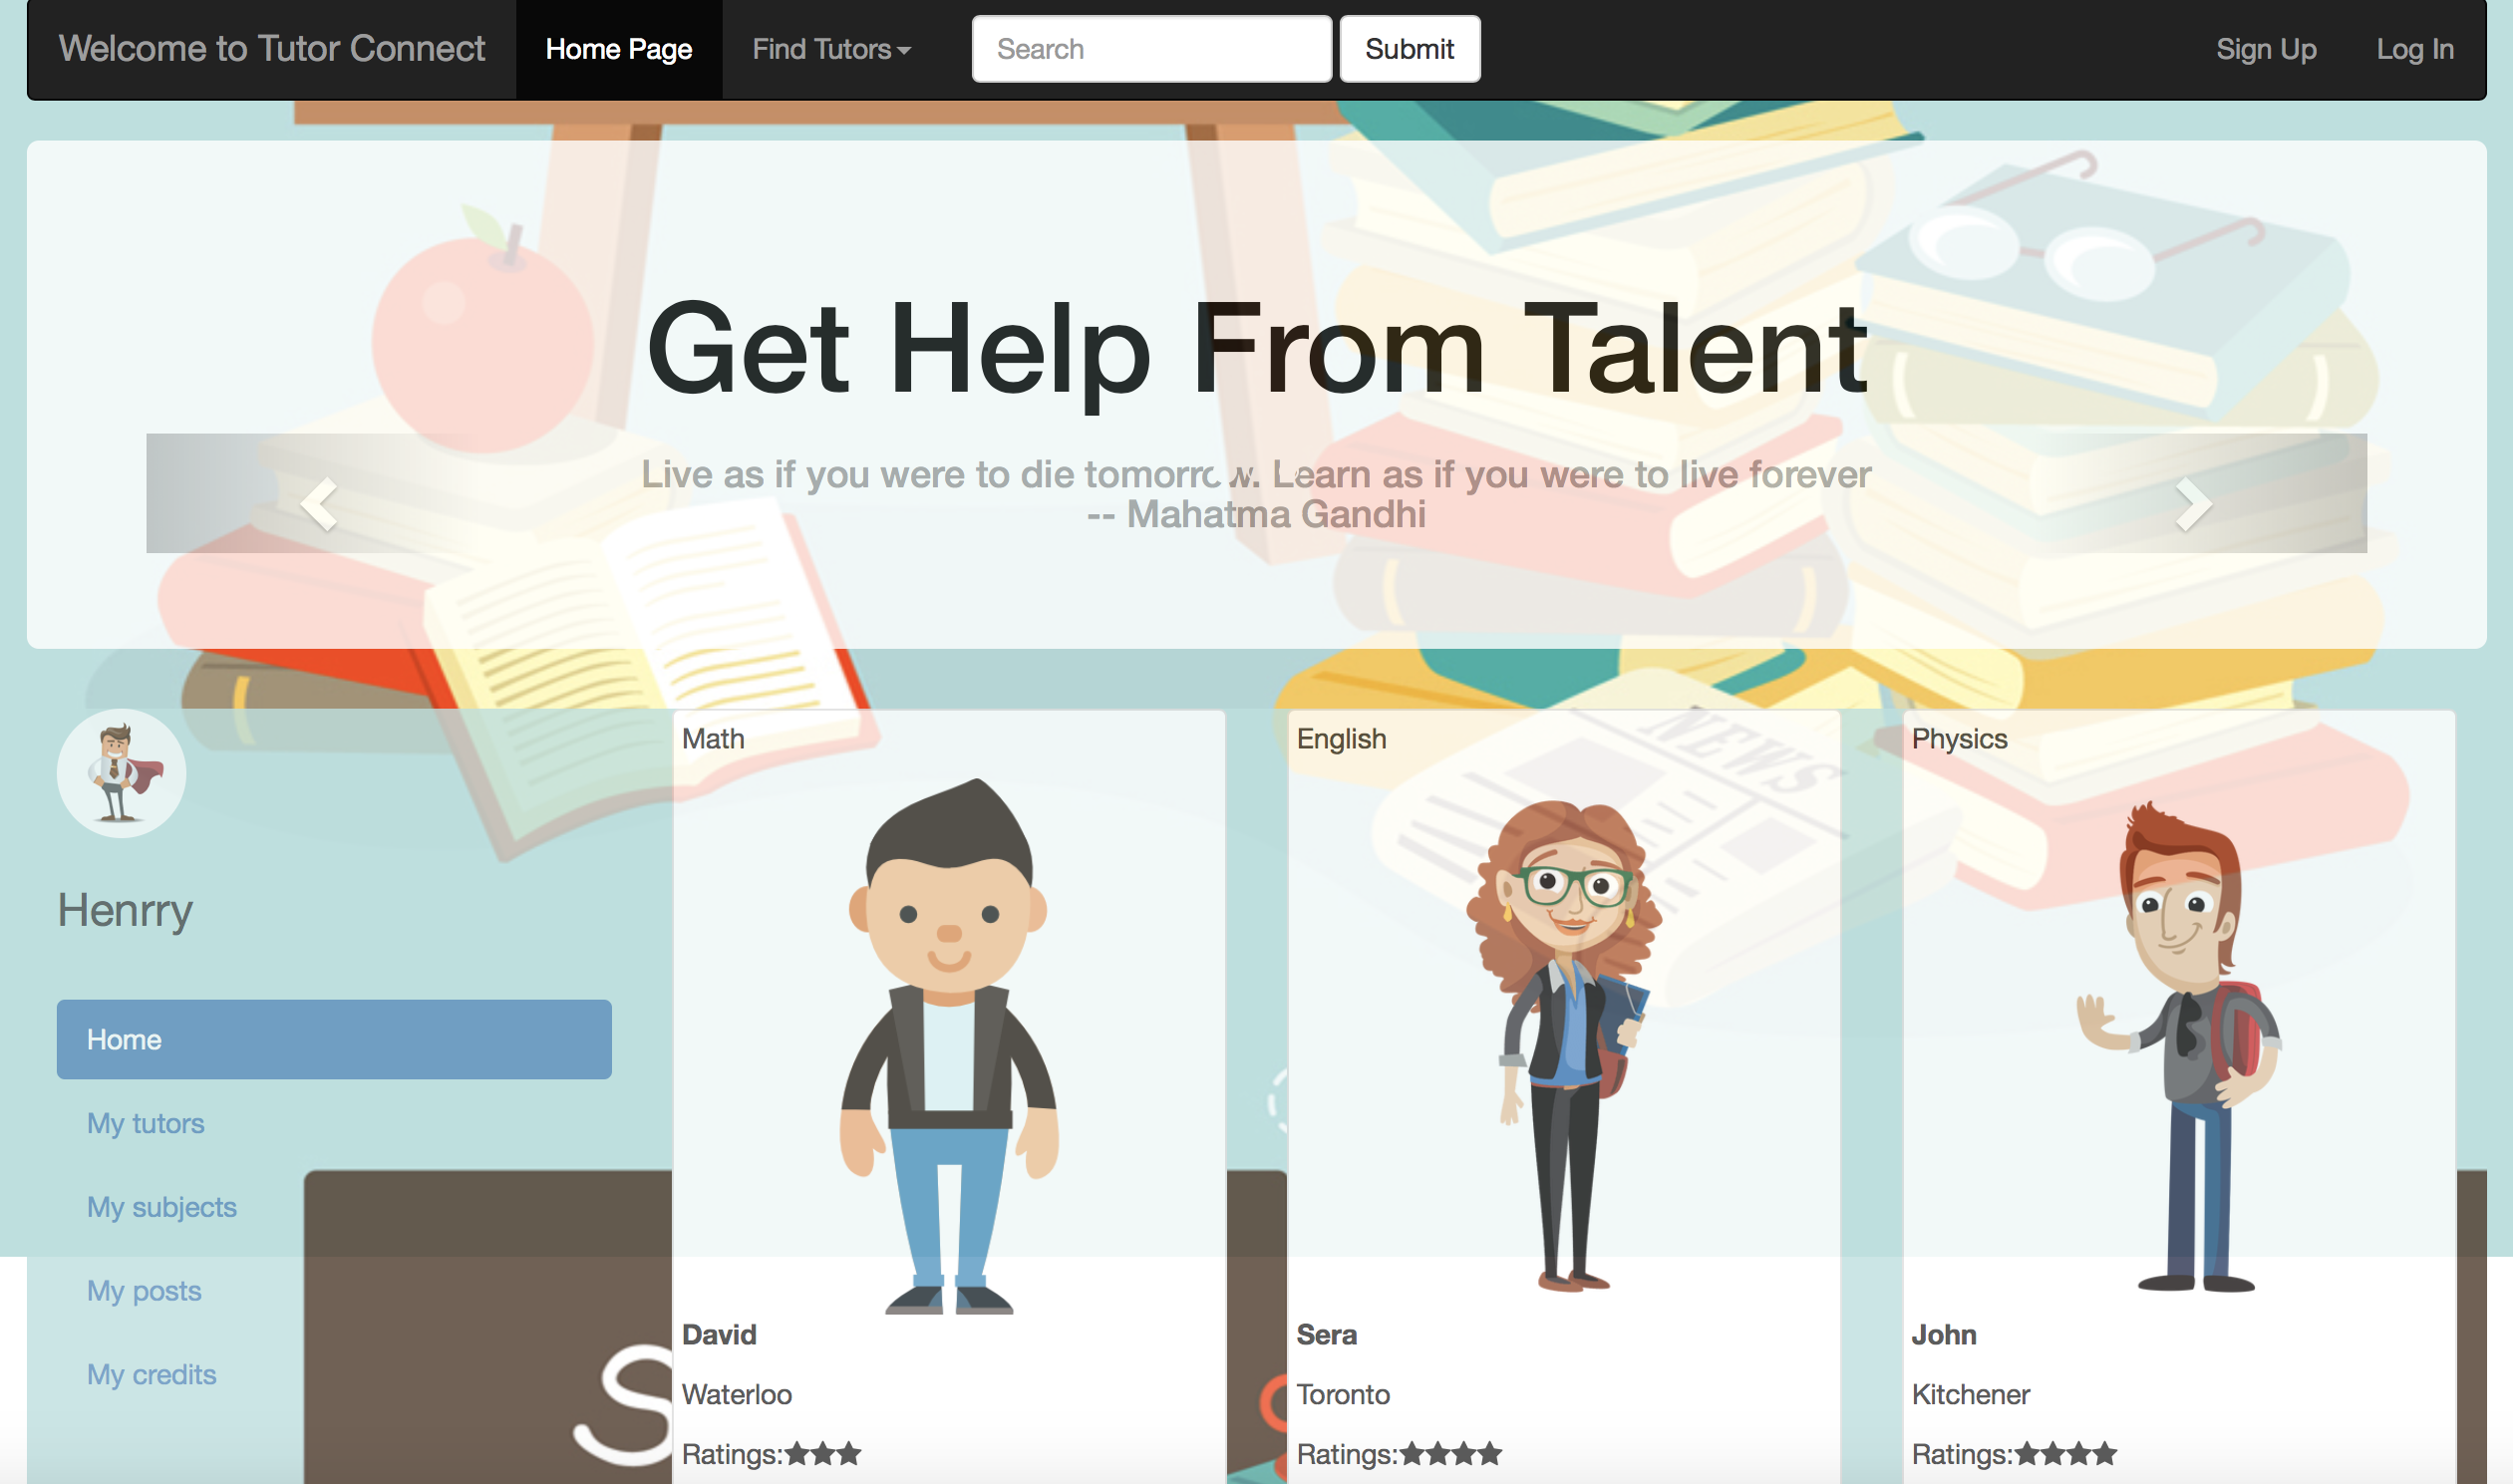 Welcome to Tutor Connect Home Page Find Tutors Search Submit Sign Up Log In
Get Help From Talent
Live as if you were to die tomorrow. Learn as if you were to live forever
-- Mahatma Gandhi
Henrry
Home
My tutors
My subjects
My posts
My credits
Math
NEWS
David
Waterloo
Ratings:★★★
English
Sera
Toronto
Ratings:★★★★
Physics
John
Kitchener
Ratings:★★★★
S